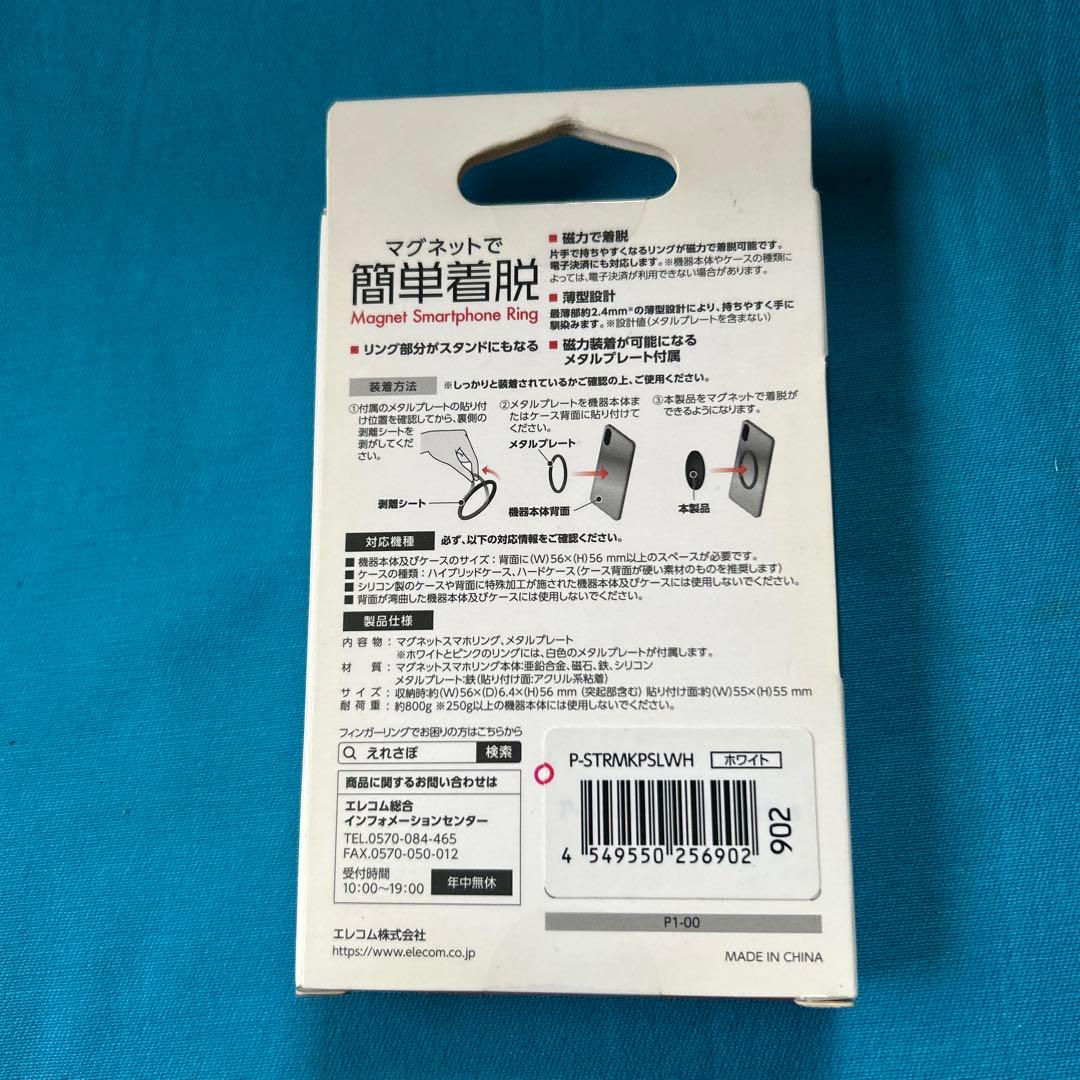 マグネットで
簡単着脱
Magnet Smartphone Ring
■ リング部分がスタンドにもなる
■ 磁力で着脱
片手で持ちやすくなるリングが磁力で着脱可能です。
電子決済にも対応します。※機器本体やケースの種類に
よっては、電子決済が利用できない場合があります。
■ 薄型設計
最薄部約2.4mm※の薄型設計により、持ちやすく手に
馴染みます。※設計値(メタルプレートを含まない)
■ 磁力装着が可能になる
メタルプレート付属
装着方法 ※しっかりと装着されているかご確認の上、ご使用ください。
①付属のメタルプレートの貼り付
け位置を確認してから、裏側の
剥離シートを
剥がしてくだ
さい。
剥離シート
②メタルプレートを機器本体ま
たはケース背面に貼り付けて
ください。
メタルプレート
機器本体背面
③本製品をマグネットで着脱が
できるようになります。
本製品
対応機種 必ず、以下の対応情報をご確認ください。
■ 機器本体及びケースのサイズ：背面に(W)56×(H)56 mm以上のスペースが必要です。
■ ケースの種類：ハイブリッドケース、ハードケース(ケース背面が硬い素材のものを推奨します)
■ シリコン製のケースや背面に特殊加工が施された機器本体及びケースには使用しないでください。
■ 背面が湾曲した機器本体及びケースには使用しないでください。
製品仕様
内容物：マグネットスマホリング、メタルプレート
※ホワイトとピンクのリングには、白色のメタルプレートが付属します。
材質：マグネットスマホリング本体:亜鉛合金、磁石、鉄、シリコン
メタルプレート:鉄(貼り付け面:アクリル系粘着)
サイズ：収納時:約(W)56×(D)6.4×(H)56 mm (突起部含む) 貼り付け面:約(W)55×(H)55 mm
耐荷重：約800g ※250g以上の機器本体には使用しないでください。
フィンガーリングでお困りの方はこちらから
えれさぽ 検索
商品に関するお問い合わせは
エレコム総合
インフォメーションセンター
TEL.0570-084-465
FAX.0570-050-012
受付時間
10:00～19:00 年中無休
エレコム株式会社
https://www.elecom.co.jp
P-STRMKPSLWH ホワイト
4 549550 256902
902
P1-00
MADE IN CHINA